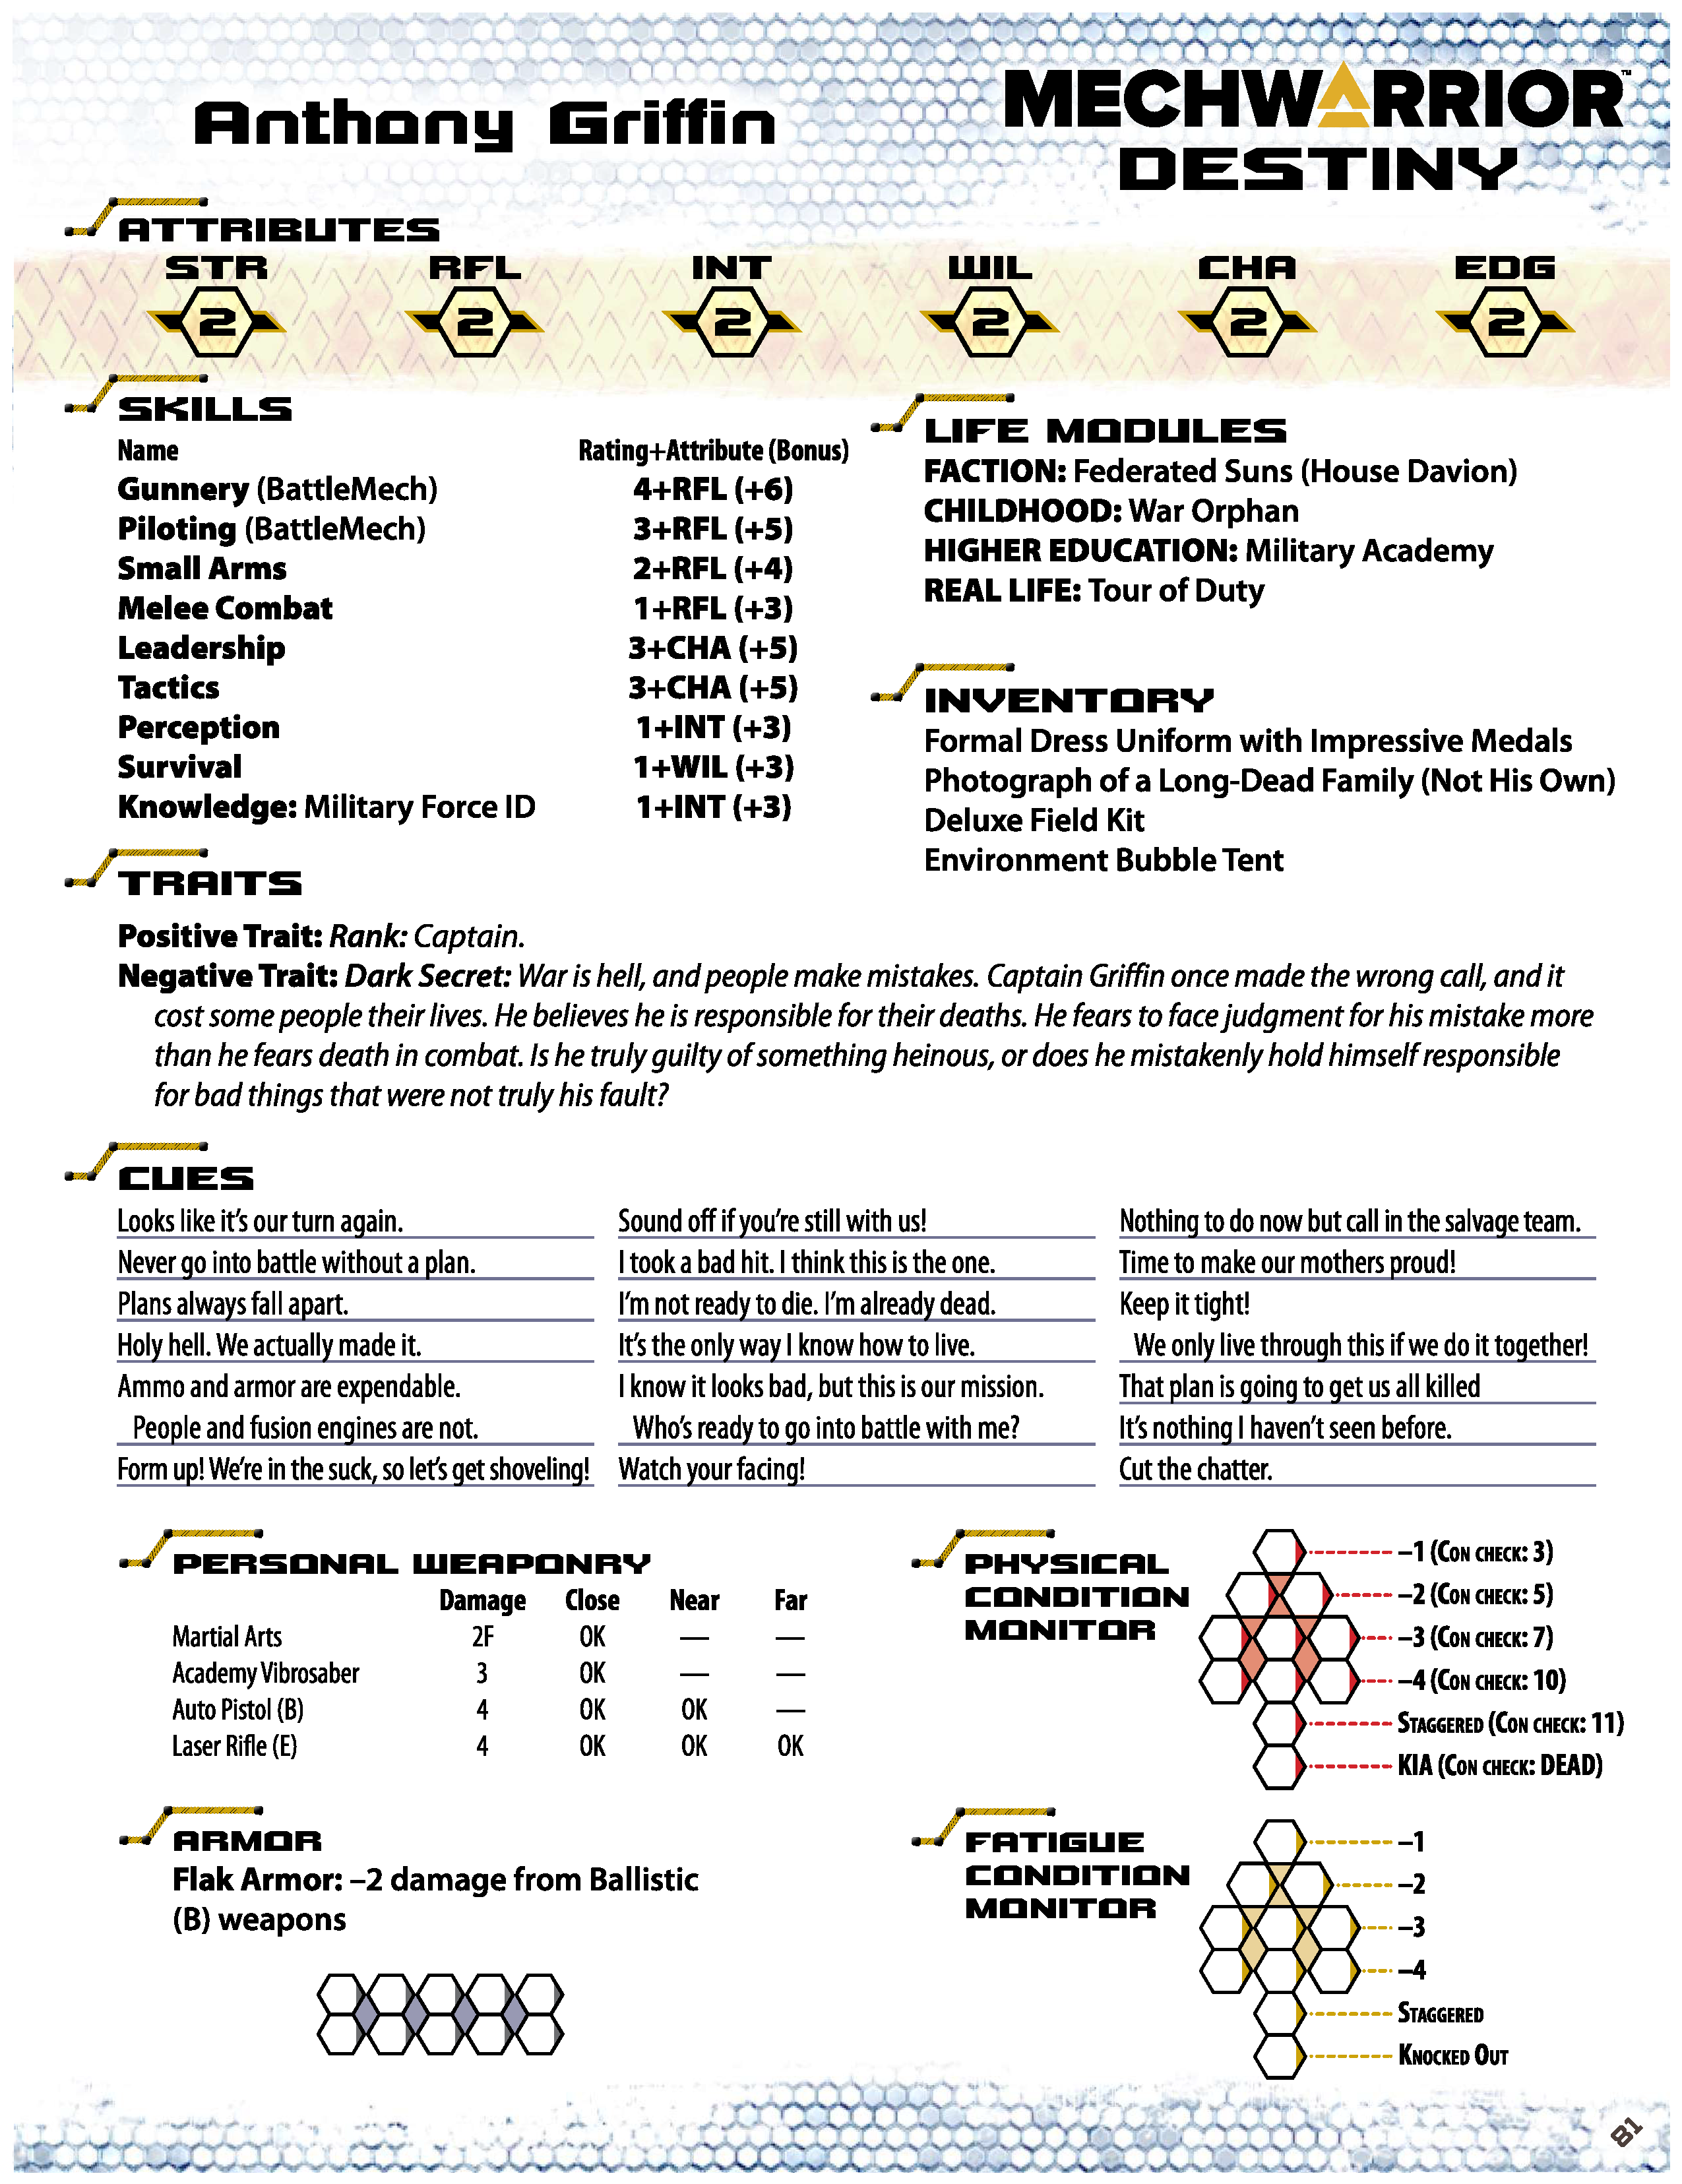 Anthony Griffin
MECHWARRIOR™
DESTINY
ATTRIBUTES
STR RFL INT WIL CHA EDG
2 2 2 2 2 2
SKILLS
Name Rating+Attribute (Bonus)
Gunnery (BattleMech) 4+RFL (+6)
Piloting (BattleMech) 3+RFL (+5)
Small Arms 2+RFL (+4)
Melee Combat 1+RFL (+3)
Leadership 3+CHA (+5)
Tactics 3+CHA (+5)
Perception 1+INT (+3)
Survival 1+WIL (+3)
Knowledge: Military Force ID 1+INT (+3)
LIFE MODULES
FACTION: Federated Suns (House Davion)
CHILDHOOD: War Orphan
HIGHER EDUCATION: Military Academy
REAL LIFE: Tour of Duty
INVENTORY
Formal Dress Uniform with Impressive Medals
Photograph of a Long-Dead Family (Not His Own)
Deluxe Field Kit
Environment Bubble Tent
TRAITS
Positive Trait: Rank: Captain.
Negative Trait: Dark Secret: War is hell, and people make mistakes. Captain Griffin once made the wrong call, and it
cost some people their lives. He believes he is responsible for their deaths. He fears to face judgment for his mistake more
than he fears death in combat. Is he truly guilty of something heinous, or does he mistakenly hold himself responsible
for bad things that were not truly his fault?
CUES
Looks like it's our turn again.
Never go into battle without a plan.
Plans always fall apart.
Holy hell. We actually made it.
Ammo and armor are expendable.
People and fusion engines are not.
Form up! We're in the suck, so let's get shoveling!
Sound off if you're still with us!
I took a bad hit. I think this is the one.
I'm not ready to die. I'm already dead.
It's the only way I know how to live.
I know it looks bad, but this is our mission.
Who's ready to go into battle with me?
Watch your facing!
Nothing to do now but call in the salvage team.
Time to make our mothers proud!
Keep it tight!
We only live through this if we do it together!
That plan is going to get us all killed
It's nothing I haven't seen before.
Cut the chatter.
PERSONAL WEAPONRY
Damage Close Near Far
Martial Arts 2F OK — —
Academy Vibrosaber 3 OK — —
Auto Pistol (B) 4 OK OK —
Laser Rifle (E) 4 OK OK OK
ARMOR
Flak Armor: –2 damage from Ballistic
(B) weapons
PHYSICAL
CONDITION
MONITOR
–1 (Con check: 3)
–2 (Con check: 5)
–3 (Con check: 7)
–4 (Con check: 10)
Staggered (Con check: 11)
KIA (Con check: DEAD)
FATIGUE
CONDITION
MONITOR
–1
–2
–3
–4
Staggered
Knocked Out
81